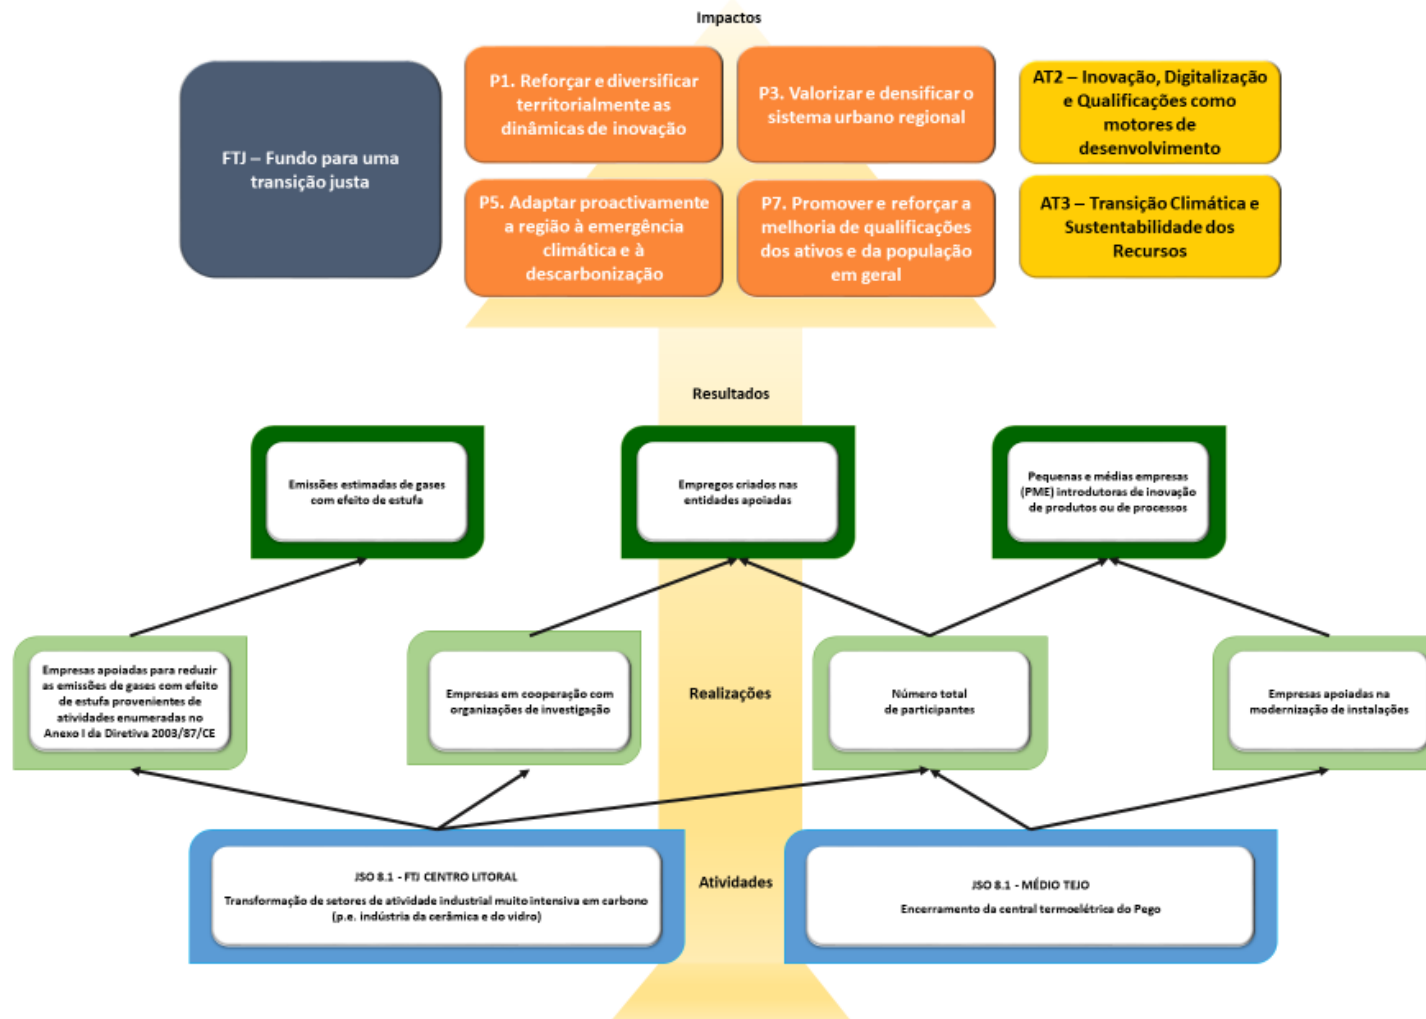 Impactos
FTJ – Fundo para uma
transição justa
P1. Reforçar e diversificar
territorialmente as
dinâmicas de inovação
P3. Valorizar e densificar o
sistema urbano regional
AT2 – Inovação, Digitalização
e Qualificações como
motores de
desenvolvimento
P5. Adaptar proactivamente
a região à emergência
climática e à
descarbonização
P7. Promover e reforçar a
melhoria de qualificações
dos ativos e da população
em geral
AT3 – Transição Climática e
Sustentabilidade dos
Recursos
Resultados
Emissões estimadas de gases
com efeito de estufa
Empregos criados nas
entidades apoiadas
Pequenas e médias empresas
(PME) introdutoras de inovação
de produtos ou de processos
Empresas apoiadas para reduzir
as emissões de gases com efeito
de estufa provenientes de
atividades enumeradas no
Anexo I da Diretiva 2003/87/CE
Empresas em cooperação com
organizações de investigação
Realizações
Número total
de participantes
Empresas apoiadas na
modernização de instalações
JSO 8.1 - FTJ CENTRO LITORAL
Transformação de setores de atividade industrial muito intensiva em carbono
(p.e. indústria da cerâmica e do vidro)
Atividades
JSO 8.1 - MÉDIO TEJO
Encerramento da central termoelétrica do Pego